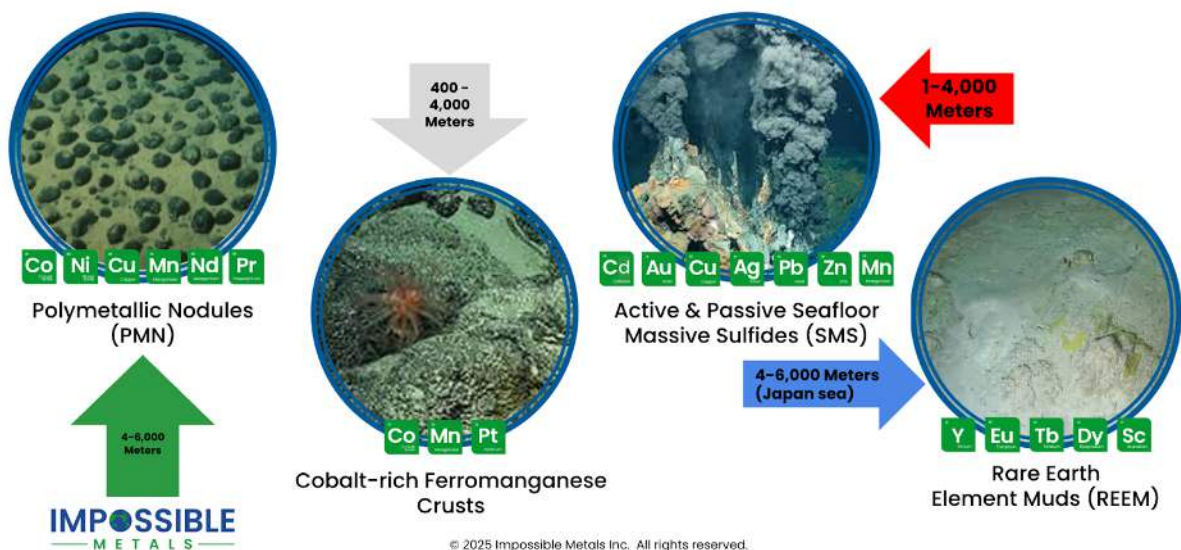 Co Ni Cu Mn Nd Pr
Polymetallic Nodules
(PMN)
4-6,000
Meters
IMPOSSIBLE
METALS
400 -
4,000
Meters
Co Mn Pt
Cobalt-rich Ferromanganese
Crusts
1-4,000
Meters
Cd Au Cu Ag Pb Zn Mn
Active & Passive Seafloor
Massive Sulfides (SMS)
4-6,000 Meters
(Japan sea)
Y Eu Tb Dy Sc
Rare Earth
Element Muds (REEM)
© 2025 Impossible Metals Inc. All rights reserved.